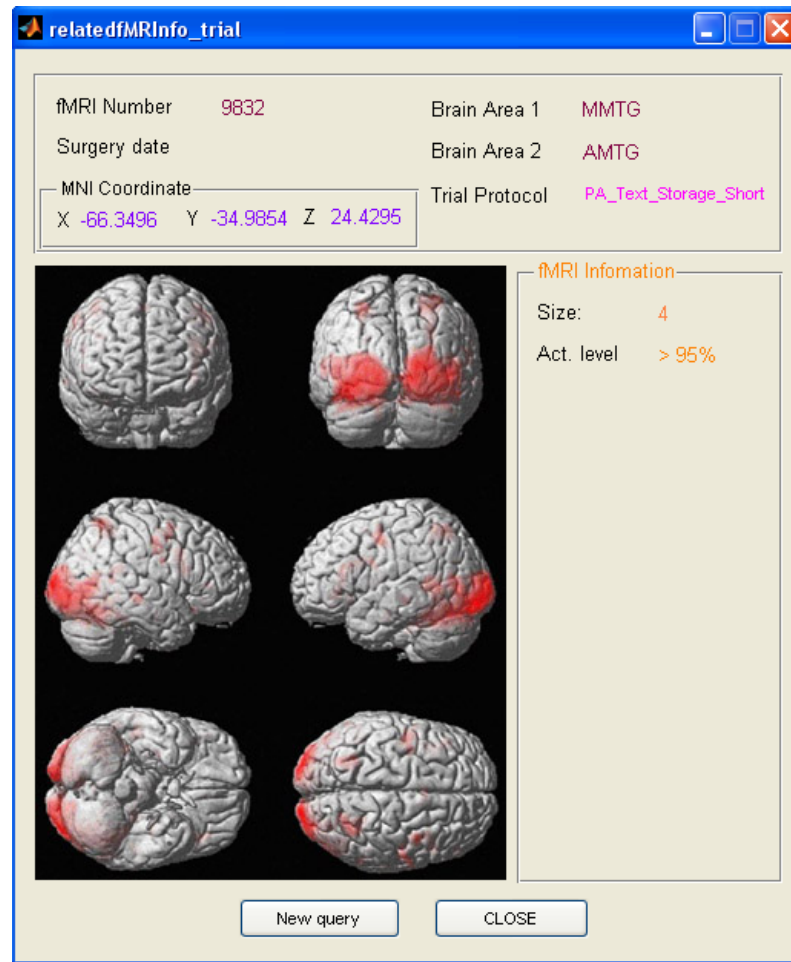 relatedfMRInfo_trial
fMRI Number 9832
Surgery date
MNI Coordinate
X -66.3496 Y -34.9854 Z 24.4295
Brain Area 1 MMTG
Brain Area 2 AMTG
Trial Protocol PA_Text_Storage_Short
fMRI Infomation
Size: 4
Act. level > 95%
New query
CLOSE